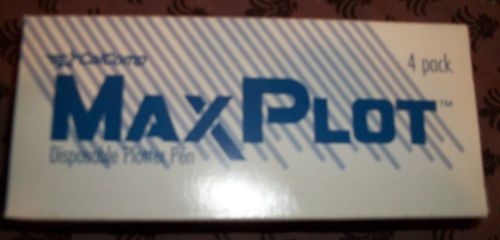 CalComp
4 pack
MAXPLOT™
Disposable Plotter Pen